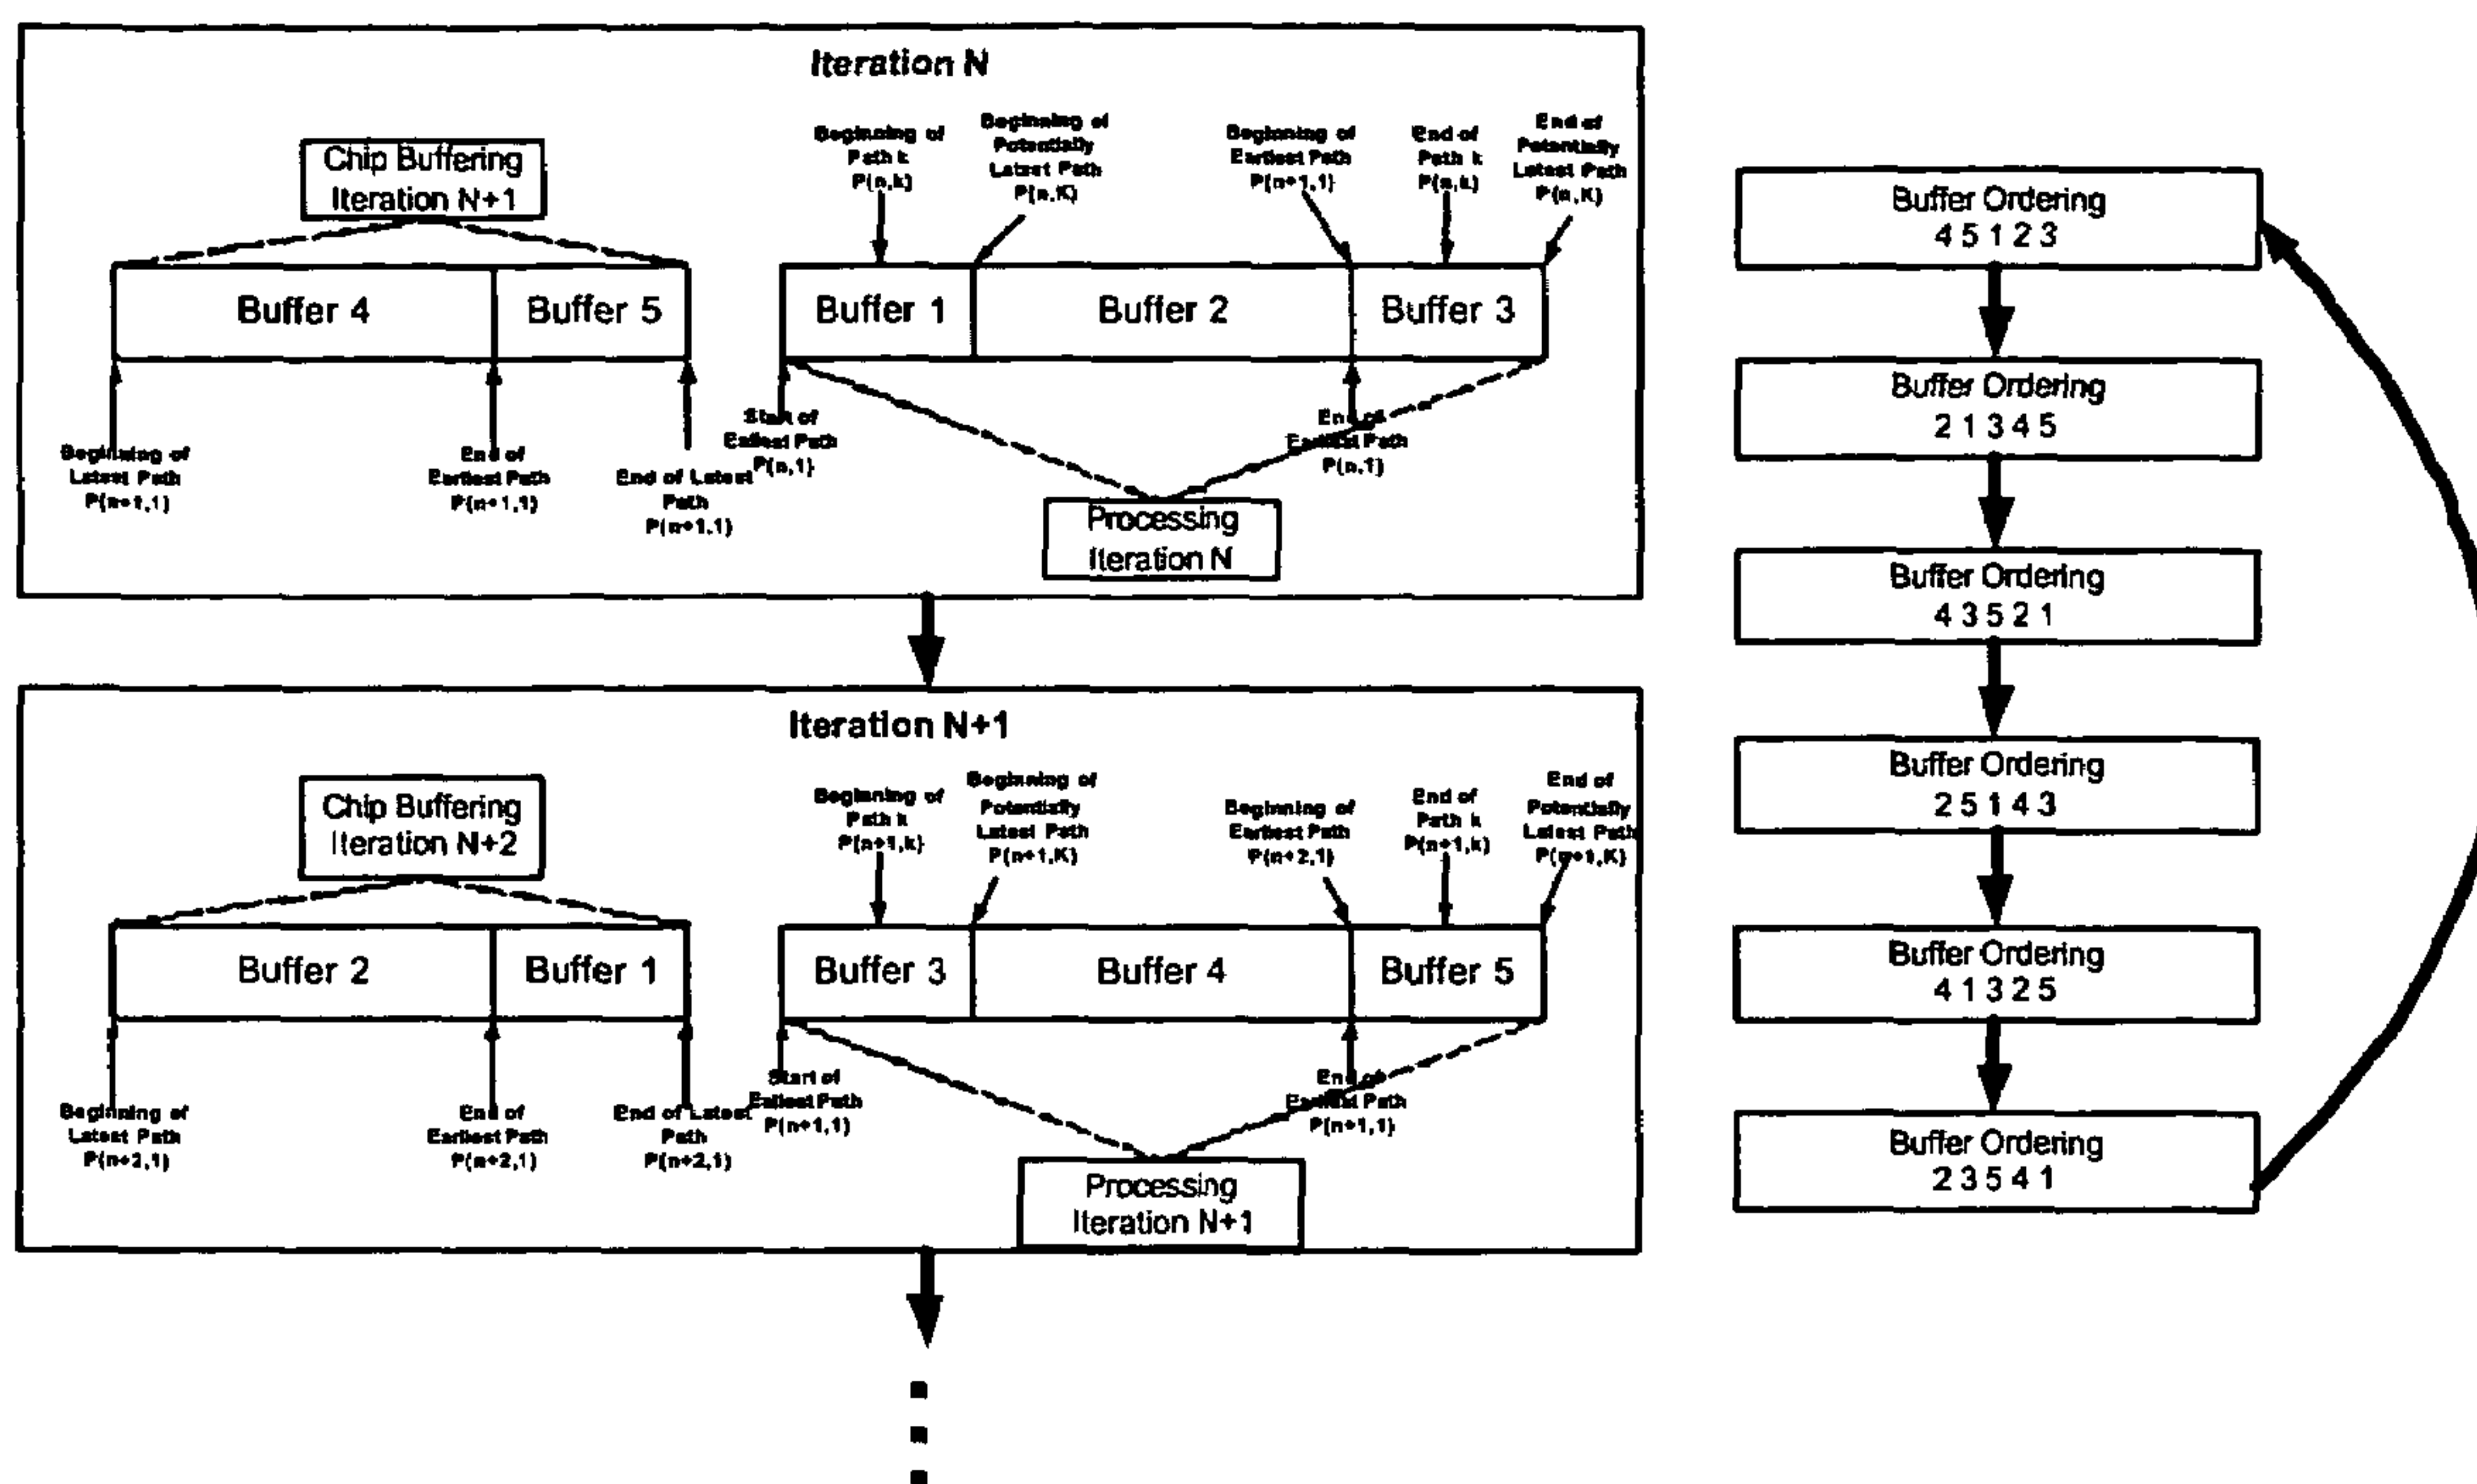 Iteration N
Chip Buffering
Iteration N+1
Beginning of
Path k
P(n,k)
Beginning of
Potentially
Latest Path
P(n,K)
Beginning of
Earliest Path
P(n+1,1)
End of
Path k
P(n,k)
End of
Potentially
Latest Path
P(n,K)
Buffer 4
Buffer 5
Buffer 1
Buffer 2
Buffer 3
Beginning of
Latest Path
P(n+1,1)
End of
Earliest Path
P(n+1,1)
End of Latest
Path
P(n+1,1)
Start of
Earliest Path
P(n,1)
End of
Earliest Path
P(n,1)
Processing
Iteration N
Iteration N+1
Chip Buffering
Iteration N+2
Beginning of
Path k
P(n+1,k)
Beginning of
Potentially
Latest Path
P(n+1,K)
Beginning of
Earliest Path
P(n+2,1)
End of
Path k
P(n+1,k)
End of
Potentially
Latest Path
P(n+1,K)
Buffer 2
Buffer 1
Buffer 3
Buffer 4
Buffer 5
Beginning of
Latest Path
P(n+2,1)
End of
Earliest Path
P(n+2,1)
End of Latest
Path
P(n+2,1)
Start of
Earliest Path
P(n+1,1)
End of
Earliest Path
P(n+1,1)
Processing
Iteration N+1
Buffer Ordering
4 5 1 2 3
Buffer Ordering
2 1 3 4 5
Buffer Ordering
4 3 5 2 1
Buffer Ordering
2 5 1 4 3
Buffer Ordering
4 1 3 2 5
Buffer Ordering
2 3 5 4 1